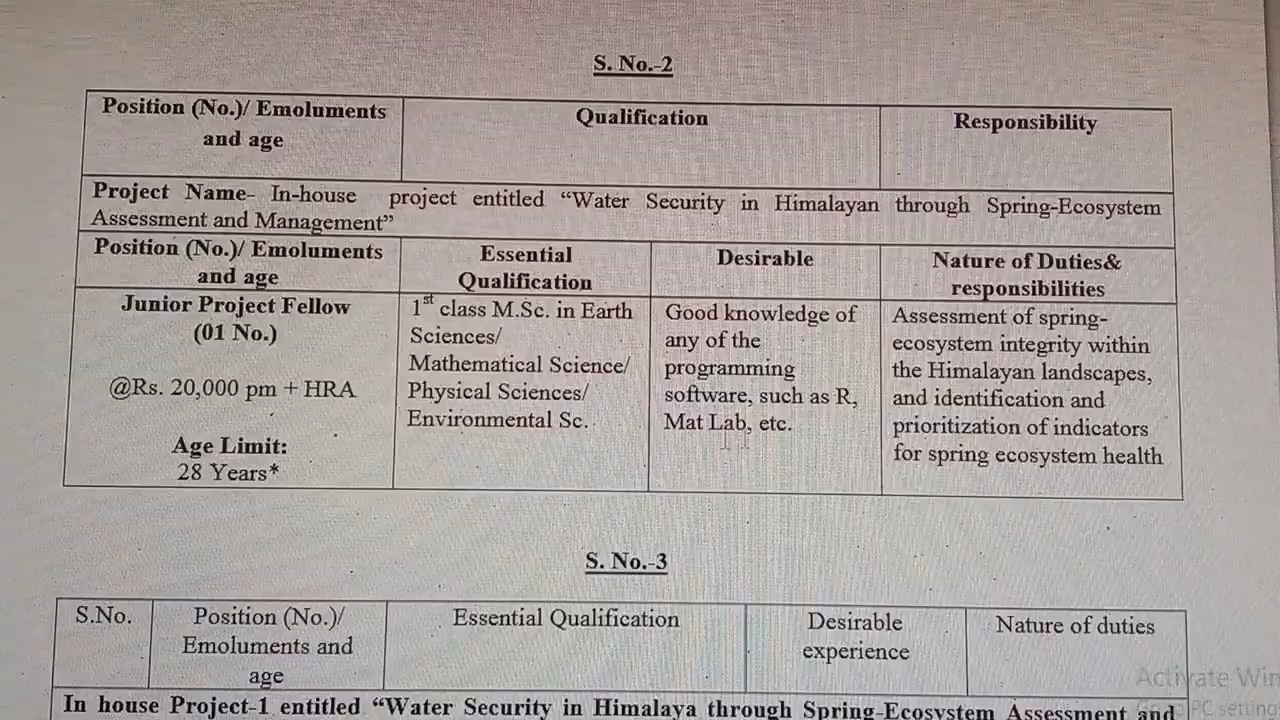 S. No.-2
Position (No.)/ Emoluments
and age
Qualification
Responsibility
Project Name- In-house project entitled “Water Security in Himalayan through Spring-Ecosystem
Assessment and Management”
Position (No.)/ Emoluments
and age
Essential
Qualification
Desirable
Nature of Duties&
responsibilities
Junior Project Fellow
(01 No.)
@Rs. 20,000 pm + HRA
Age Limit:
28 Years*
1st class M.Sc. in Earth
Sciences/
Mathematical Science/
Physical Sciences/
Environmental Sc.
Good knowledge of
any of the
programming
software, such as R,
Mat Lab, etc.
Assessment of spring-
ecosystem integrity within
the Himalayan landscapes,
and identification and
prioritization of indicators
for spring ecosystem health
S. No.-3
S.No.
Position (No.)/
Emoluments and
age
Essential Qualification
Desirable
experience
Nature of duties
In house Project-1 entitled “Water Security in Himalaya through Spring-Ecosystem Assessment and
Activate Win
Go to PC setting